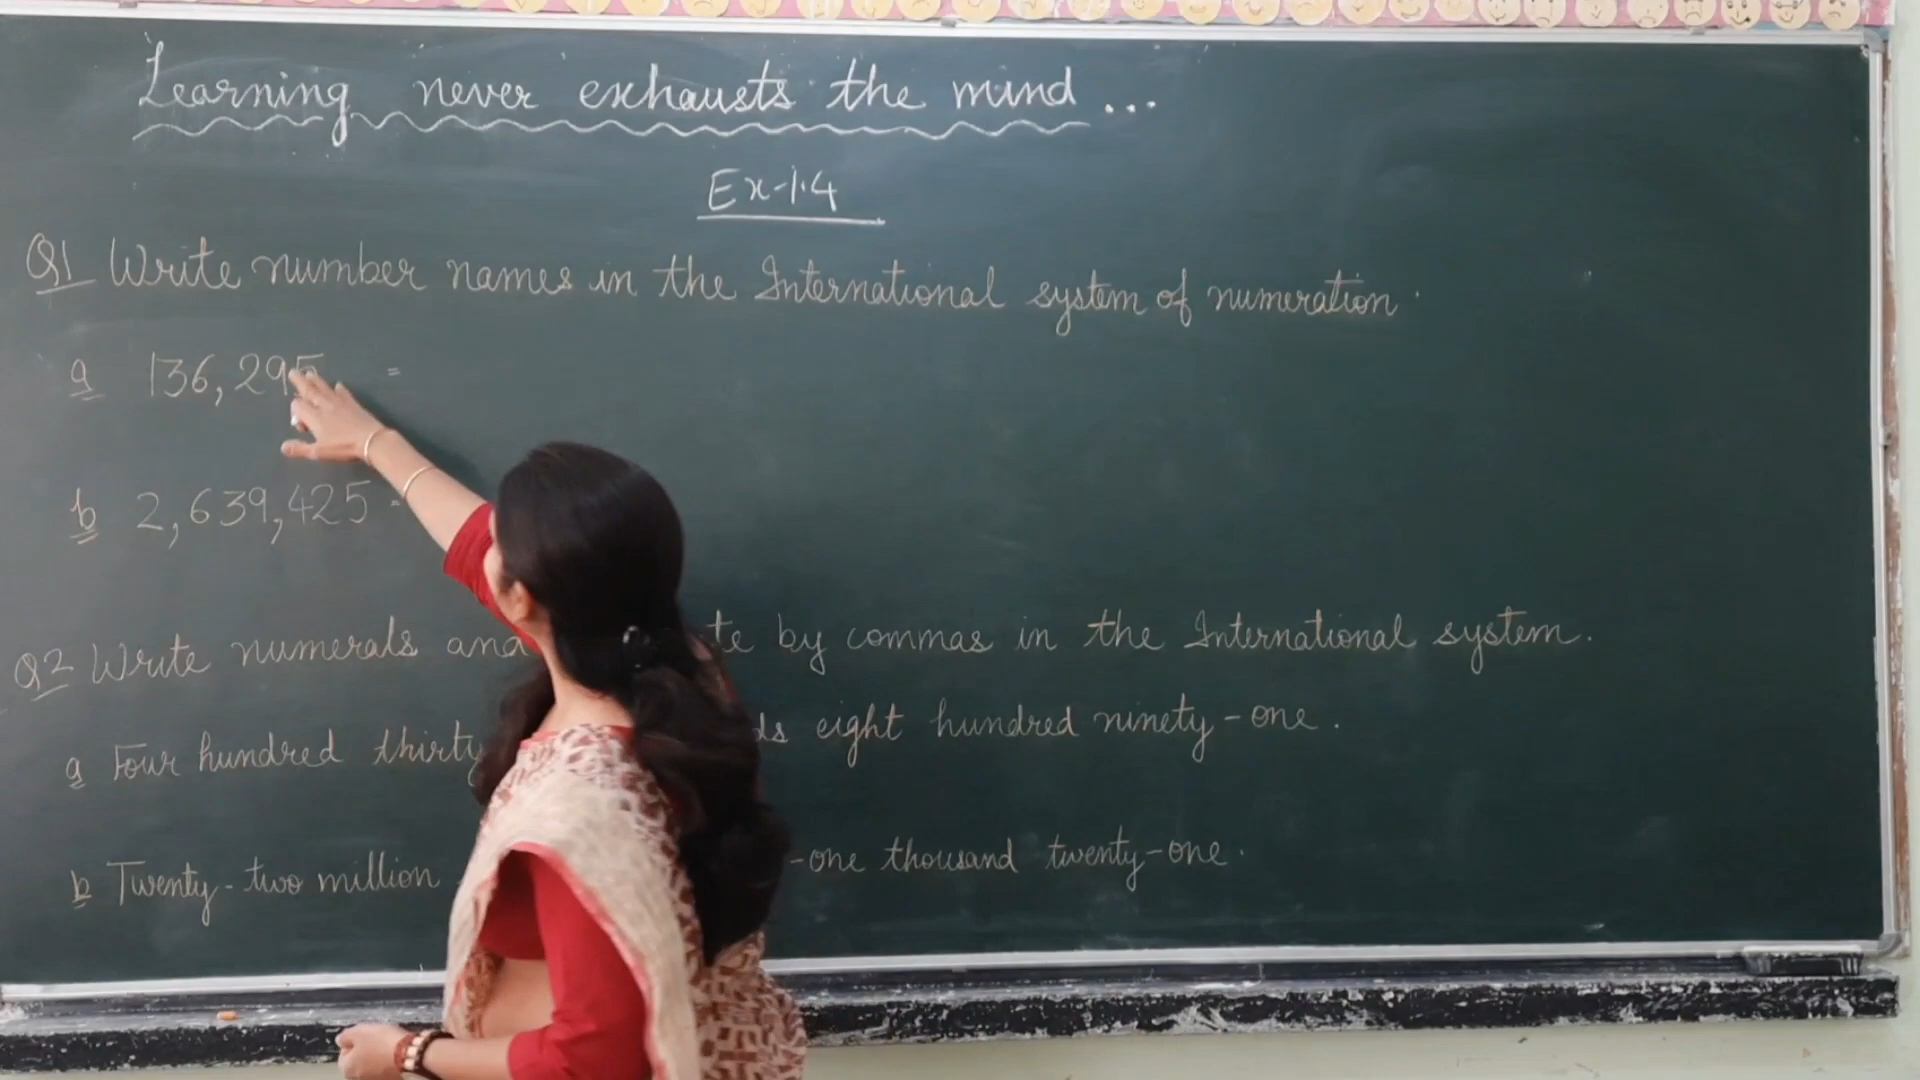 Learning never exhausts the mind ...
Ex-1.4
Q1 Write number names in the International system of numeration.
a 136,295 =
b 2,639,425 =
Q2 Write numerals and by commas in the International system.
a Four hundred thirty eight hundred ninety-one.
b Twenty-two million -one thousand twenty-one.